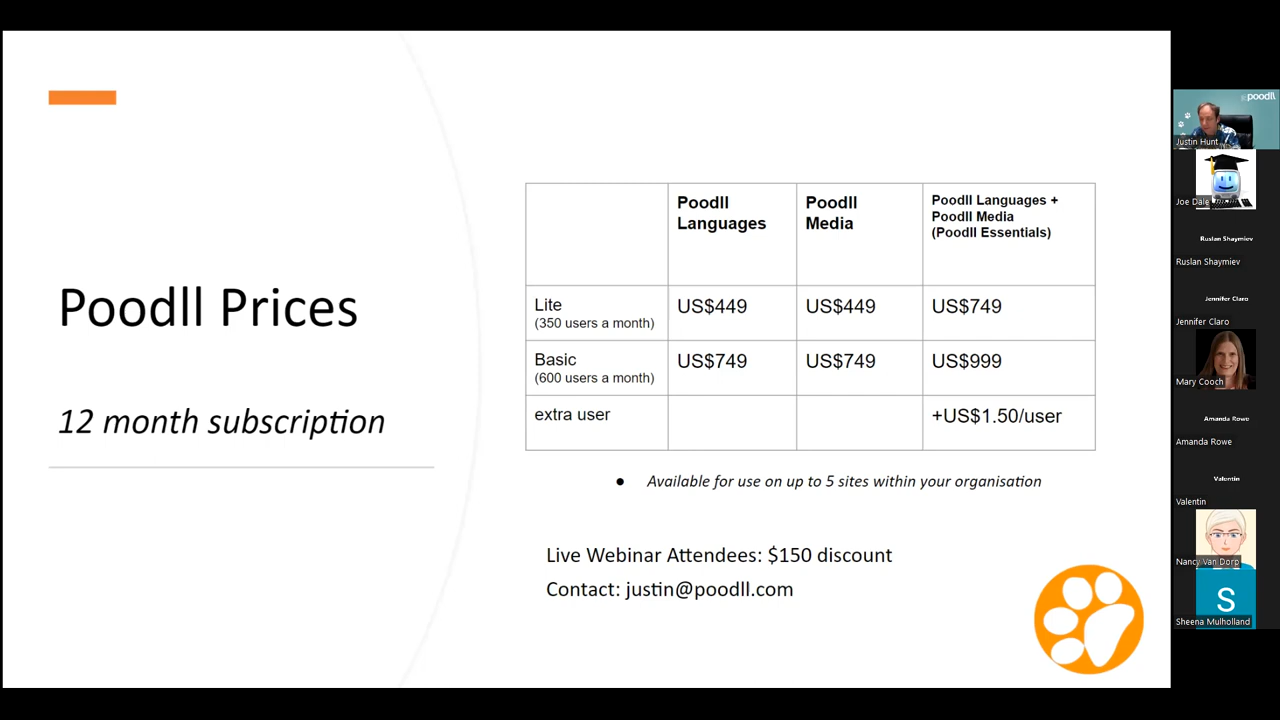 Poodll Prices
12 month subscription
Poodll Languages
Poodll Media
Poodll Languages +
Poodll Media
(Poodll Essentials)
Lite
(350 users a month)
US$449
US$449
US$749
Basic
(600 users a month)
US$749
US$749
US$999
extra user
+US$1.50/user
• Available for use on up to 5 sites within your organisation
Live Webinar Attendees: $150 discount
Contact: justin@poodll.com
poodll
Justin Hunt
Joe Dale
Ruslan Shaymiev
Ruslan Shaymiev
Jennifer Claro
Jennifer Claro
Mary Cooch
Amanda Rowe
Amanda Rowe
Valentin
Valentin
Nancy Van Dorp
S
Sheena Mulholland